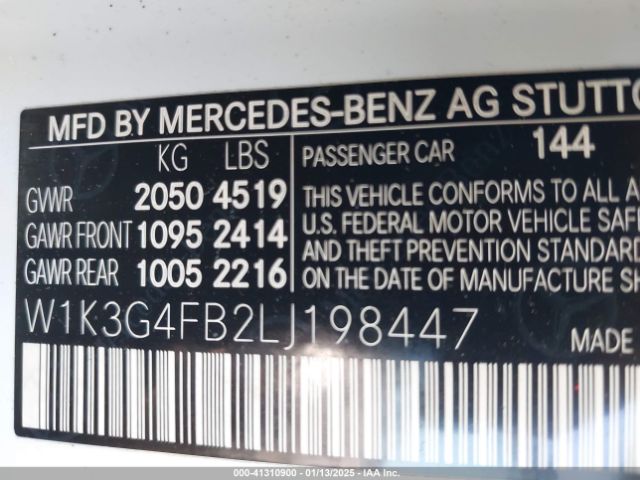 MFD BY MERCEDES-BENZ AG STUTTG
KG LBS
GVWR 2050 4519
GAWR FRONT 1095 2414
GAWR REAR 1005 2216
PASSENGER CAR 144
THIS VEHICLE CONFORMS TO ALL A
U.S. FEDERAL MOTOR VEHICLE SAFE
AND THEFT PREVENTION STANDARD
ON THE DATE OF MANUFACTURE SH
W1K3G4FB2LJ198447
MADE
000-41310900 - 01/13/2025 - IAA Inc.